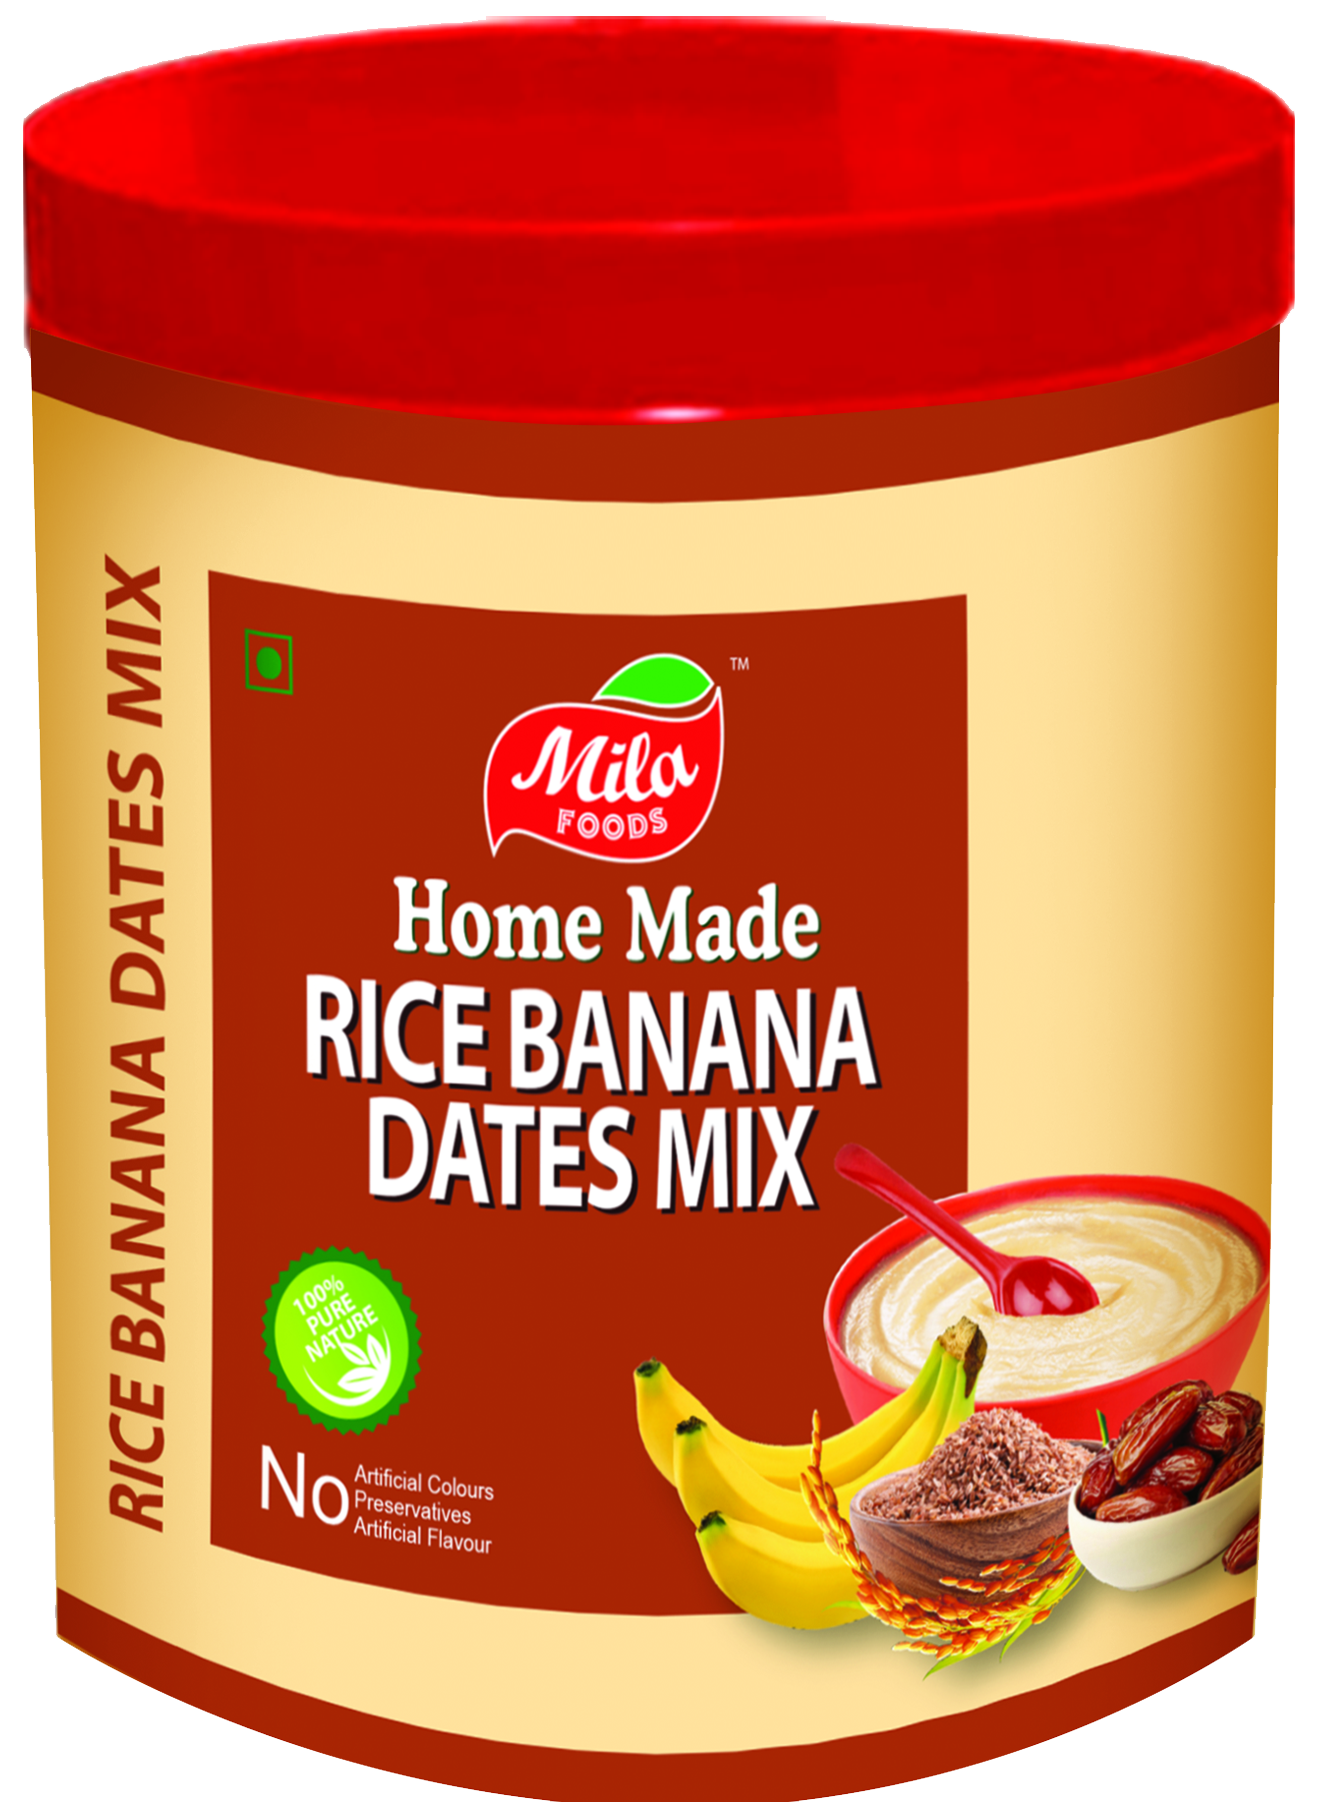 RICE BANANA DATES MIX
TM
Mila
FOODS
Home Made
RICE BANANA
DATES MIX
100%
PURE
NATURE
No
Artificial Colours
Preservatives
Artificial Flavour